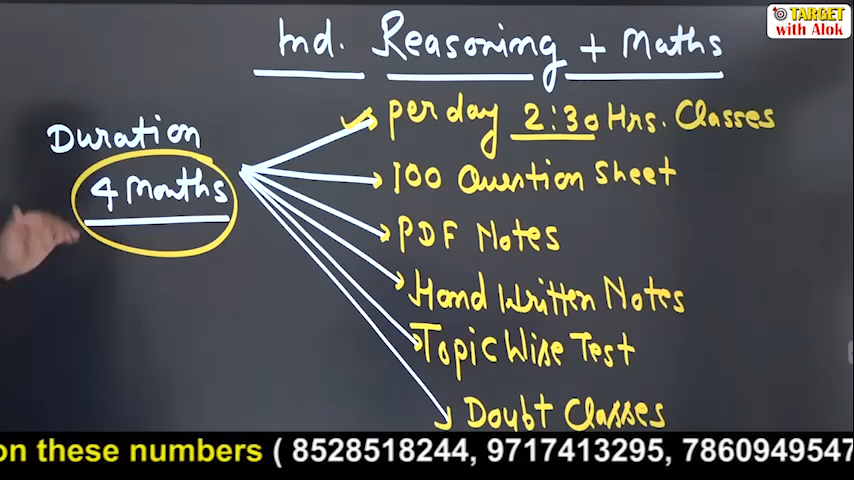 TARGET
with Alok
Ind. Reasoning + Maths
Duration
4 Months
Per day 2:30 Hrs. Classes
100 Question Sheet
PDF Notes
Hand Written Notes
Topic Wise Test
Doubt Classes
on these numbers ( 8528518244, 9717413295, 7860949547